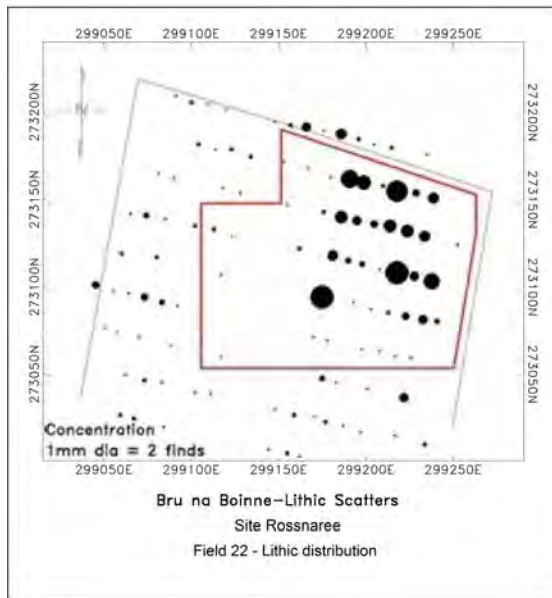 299050E 299100E 299150E 299200E 299250E
273200N 273200N
273150N 273150N
273100N 273100N
273050N 273050N
Concentration
1mm dia = 2 finds
299050E 299100E 299150E 299200E 299250E
Bru na Boinne-Lithic Scatters
Site Rossnaree
Field 22 - Lithic distribution